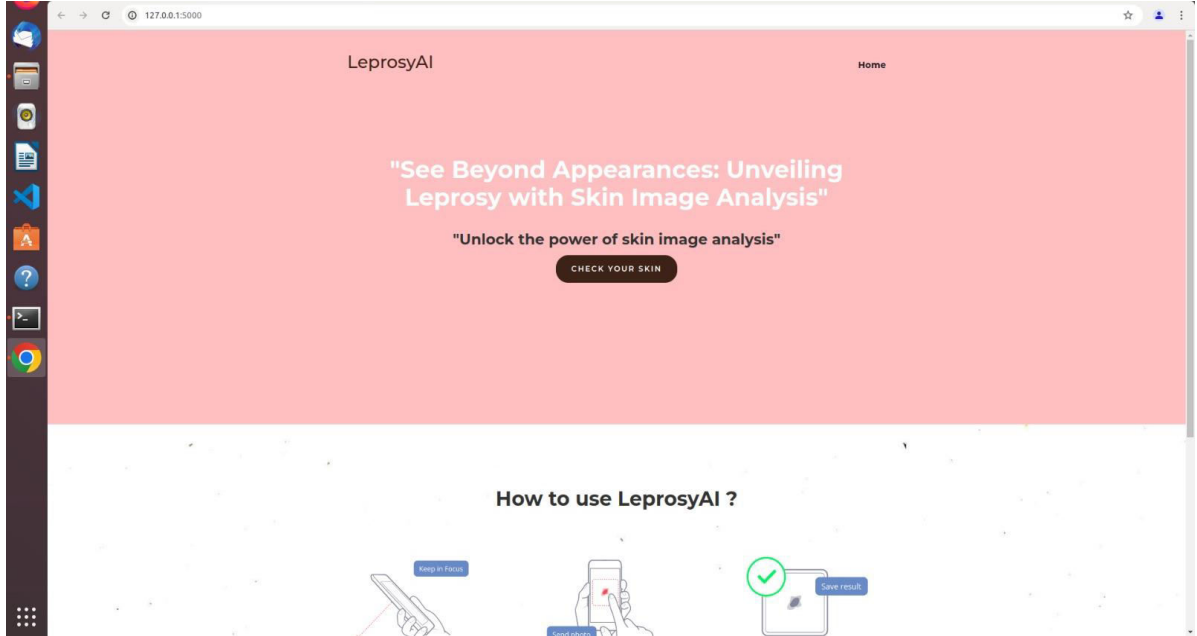 127.0.0.1:5000
LeprosyAI
Home
"See Beyond Appearances: Unveiling
Leprosy with Skin Image Analysis"
"Unlock the power of skin image analysis"
CHECK YOUR SKIN
How to use LeprosyAI ?
Keep in Focus
Send photo
Save result